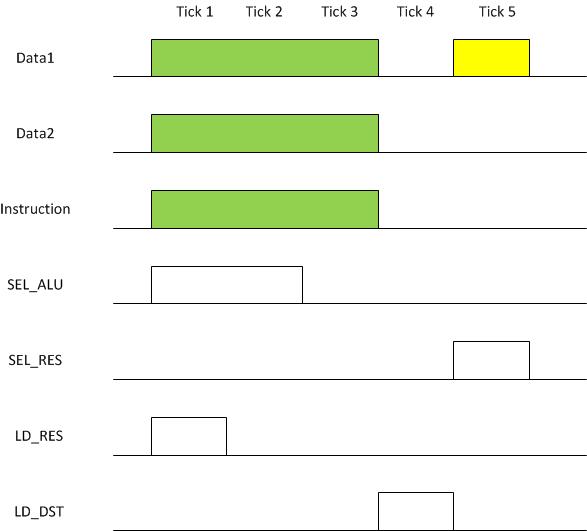 Tick 1 Tick 2 Tick 3 Tick 4 Tick 5
Data1
Data2
Instruction
SEL_ALU
SEL_RES
LD_RES
LD_DST